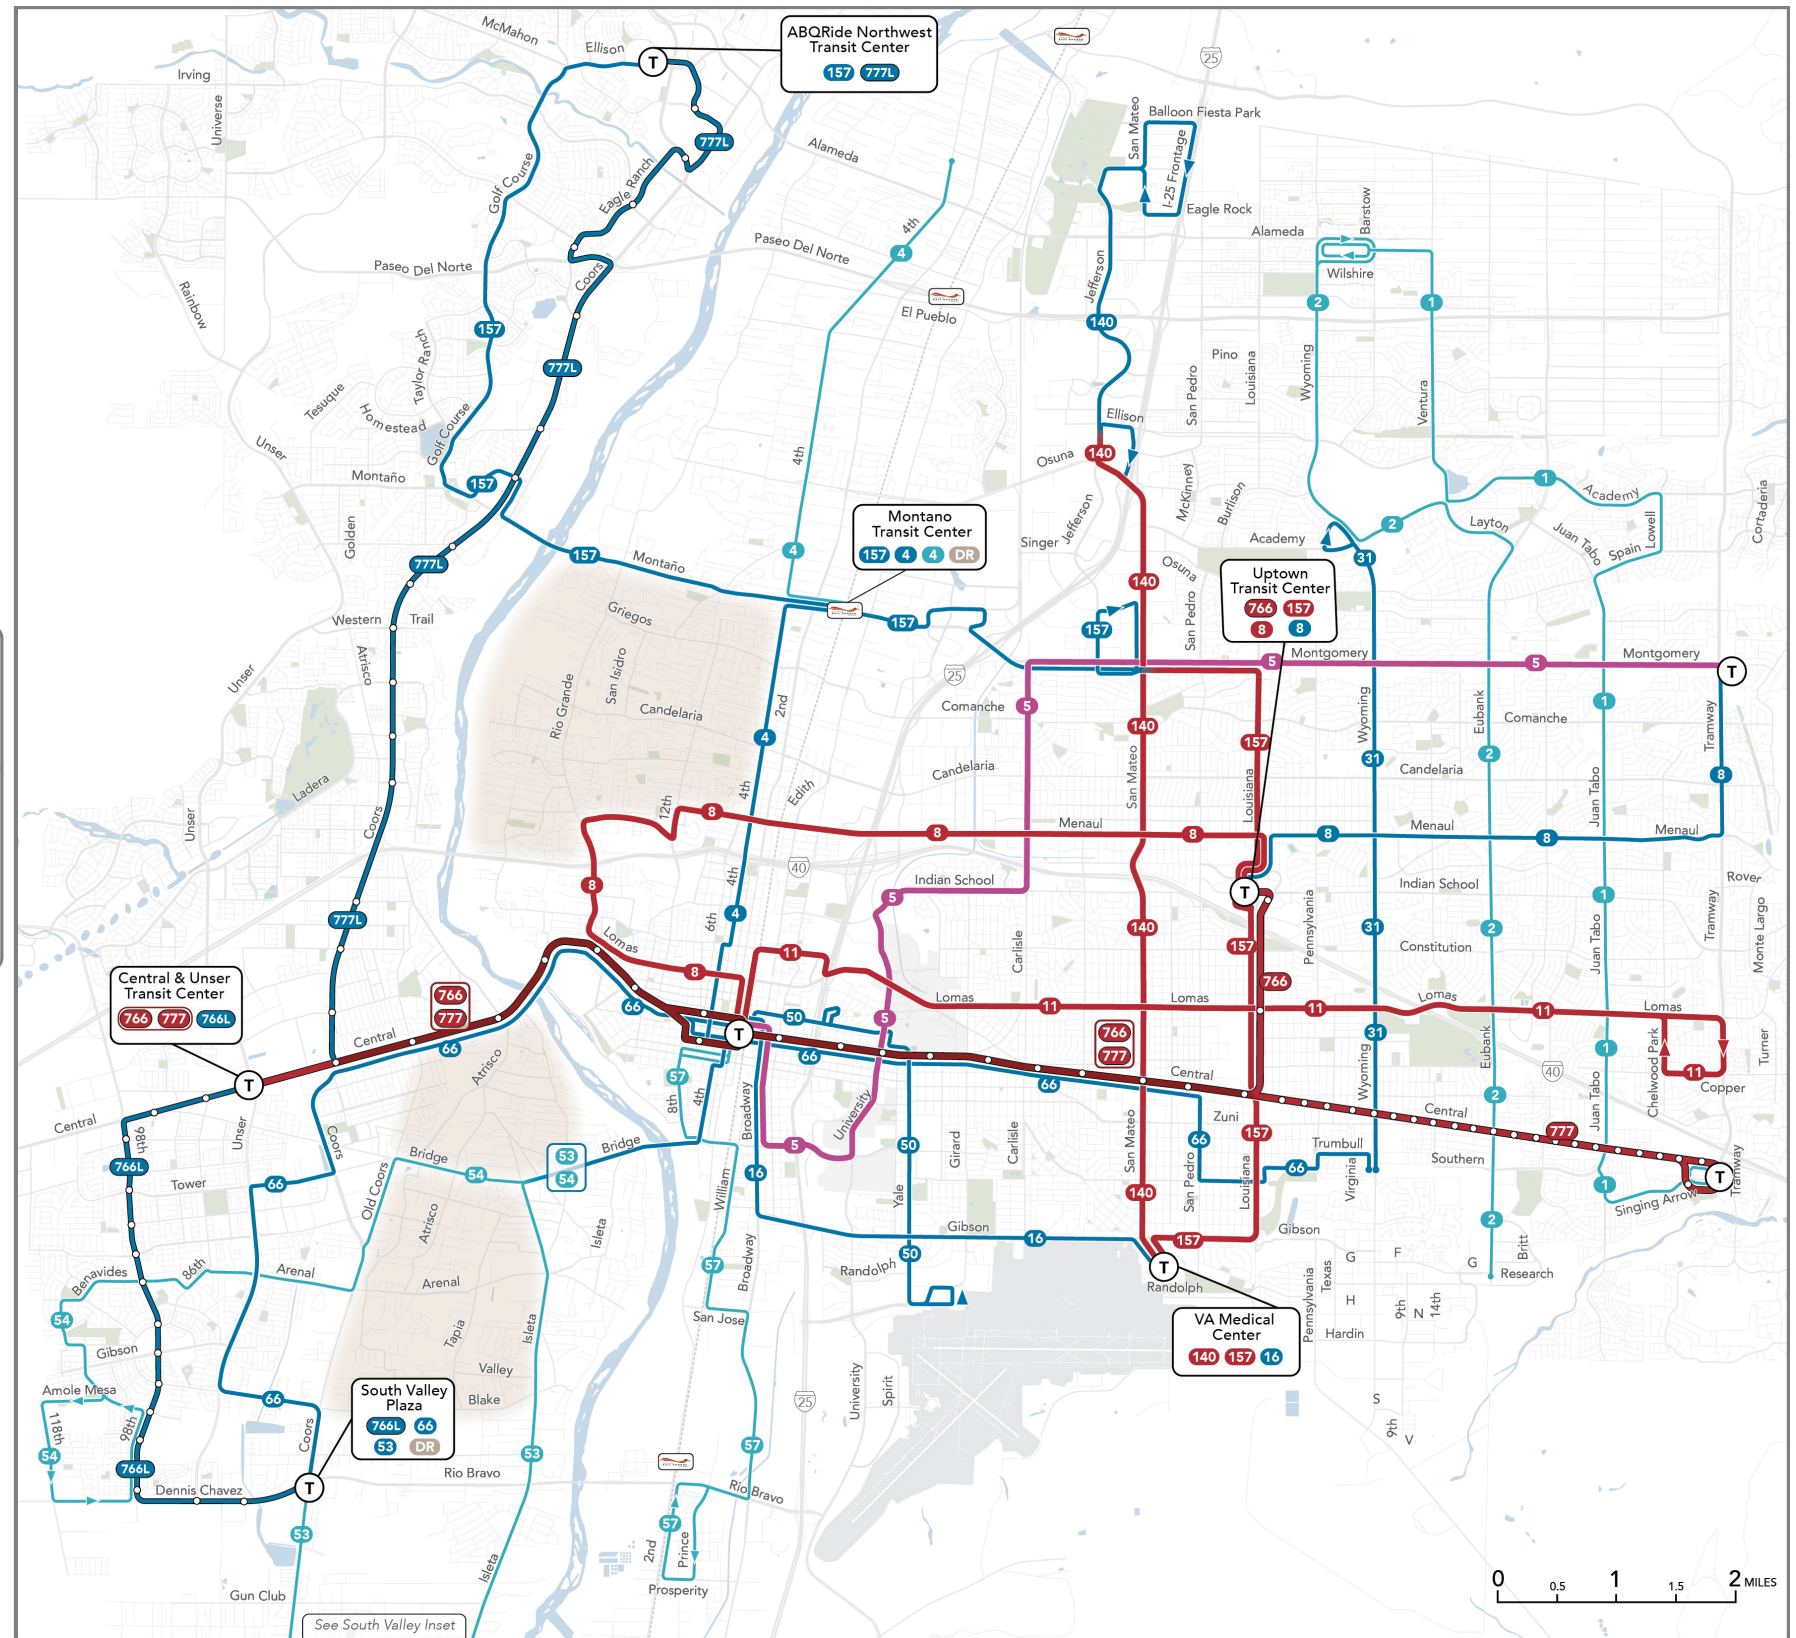 McMahon
Ellison
ABQRide Northwest
Transit Center
157 777L
T
25
Irving
Universe
777L
San Mateo
Balloon Fiesta Park
I-25 Frontage
Eagle Rock
Alameda
Golf Course
Eagle Ranch
4th
4
Alameda
Barstow
Wilshire
Paseo Del Norte
Paseo Del Norte
Coors
Jefferson
Rainbow
El Pueblo
2
1
157
140
Taylor Ranch
777L
Pino
Louisiana
San Pedro
Wyoming
Ventura
Tesuque
Homestead
Golf Course
Ellison
Unser
4th
Osuna
140
Montaño
157
McKinney
Burlison
1
Academy
Cortaderia
Golden
Montano
Transit Center
157 4 4 DR
Singer
Jefferson
Academy
2
Layton
Juan Tabo
Spain
Lowell
777L
157
Montaño
4
Osuna
31
Uptown
Transit Center
766 157
8 8
140
Western Trail
Griegos
157
157
San Pedro
5
Montgomery
5
Montgomery
T
Atrisco
Unser
San Isidro
Rio Grande
Candelaria
2nd
25
Comanche
5
140
157
Wyoming
Eubank
Comanche
1
Tramway
4
31
2
Candelaria
8
Ladera
Candelaria
Edith
4th
San Mateo
Louisiana
Juan Tabo
Unser
Coors
12th
8
8
Menaul
8
8
Menaul
8
Menaul
40
4th
8
Indian School
5
T
Indian School
Rover
1
777L
6th
4
140
157
Pennsylvania
31
2
Constitution
Tramway
Monte Largo
Lomas
8
11
Carlisle
Juan Tabo
Central & Unser
Transit Center
766 777 766L
766
777
66
766
Lomas
11
Lomas
11
Lomas
11
Lomas
50
5
T
66
766
777
31
Central
66
T
Atrisco
57
8th
4th
Broadway
University
66
Central
Zuni
Wyoming
Eubank
40
1
Chelwood Park
11
Copper
Turner
Central
98th
Unser
Coors
2
Central
Juan Tabo
777
766L
Tower
66
Bridge
54
53
54
Bridge
5
50
Girard
Carlisle
San Mateo
66
157
Trumbull
66
Southern
T
Tramway
Old Coors
16
William
Yale
140
San Pedro
Louisiana
Virginia
1
Singing Arrow
Atrisco
Isleta
Gibson
16
157
Gibson
2
Britt
Benavides
86th
Arenal
Arenal
57
Broadway
Randolph
50
T
Randolph
G
F
G
Research
Pennsylvania
Texas
H
9th
N
14th
Hardin
54
Gibson
Tapia
Isleta
San Jose
VA Medical
Center
140 157 16
Valley
Blake
Amole Mesa
118th
98th
66
South Valley
Plaza
766L 66
53 DR
University
Spirit
25
S
9th
V
54
Coors
766L
53
57
Dennis Chavez
T
Rio Bravo
Rio Bravo
53
57
2nd
Prince
Isleta
Prosperity
Gun Club
See South Valley Inset
0 0.5 1 1.5 2 MILES